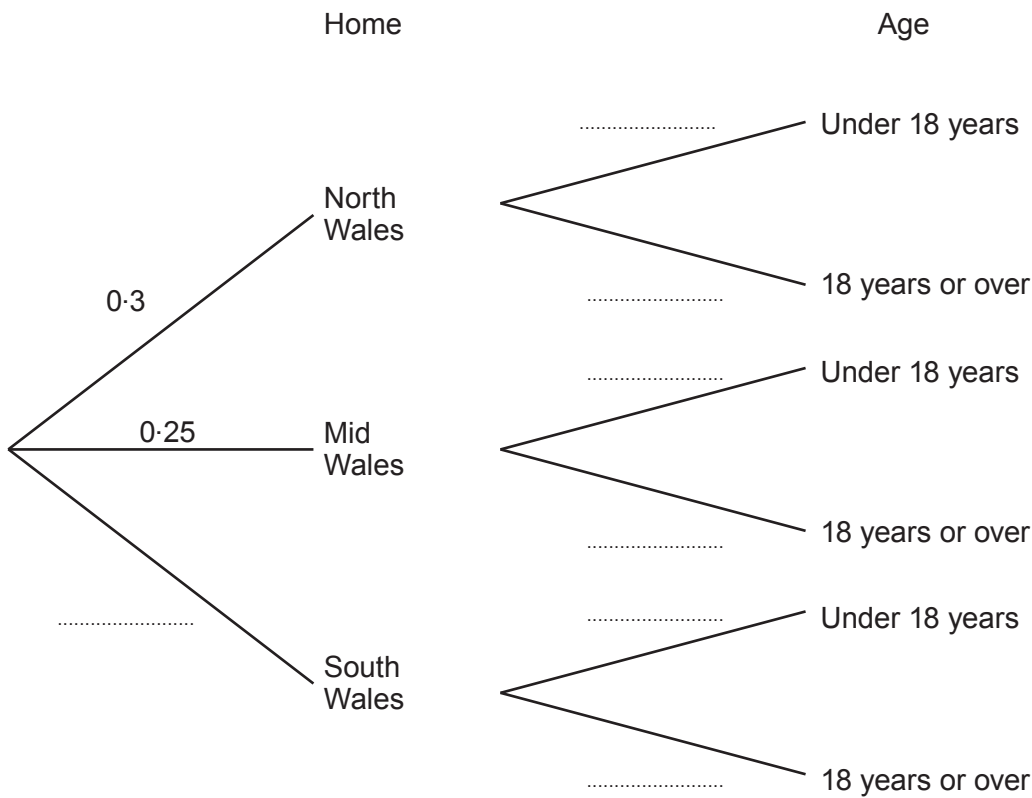 Home
Age
Under 18 years
North
Wales
18 years or over
0·3
Under 18 years
0·25
Mid
Wales
18 years or over
Under 18 years
South
Wales
18 years or over